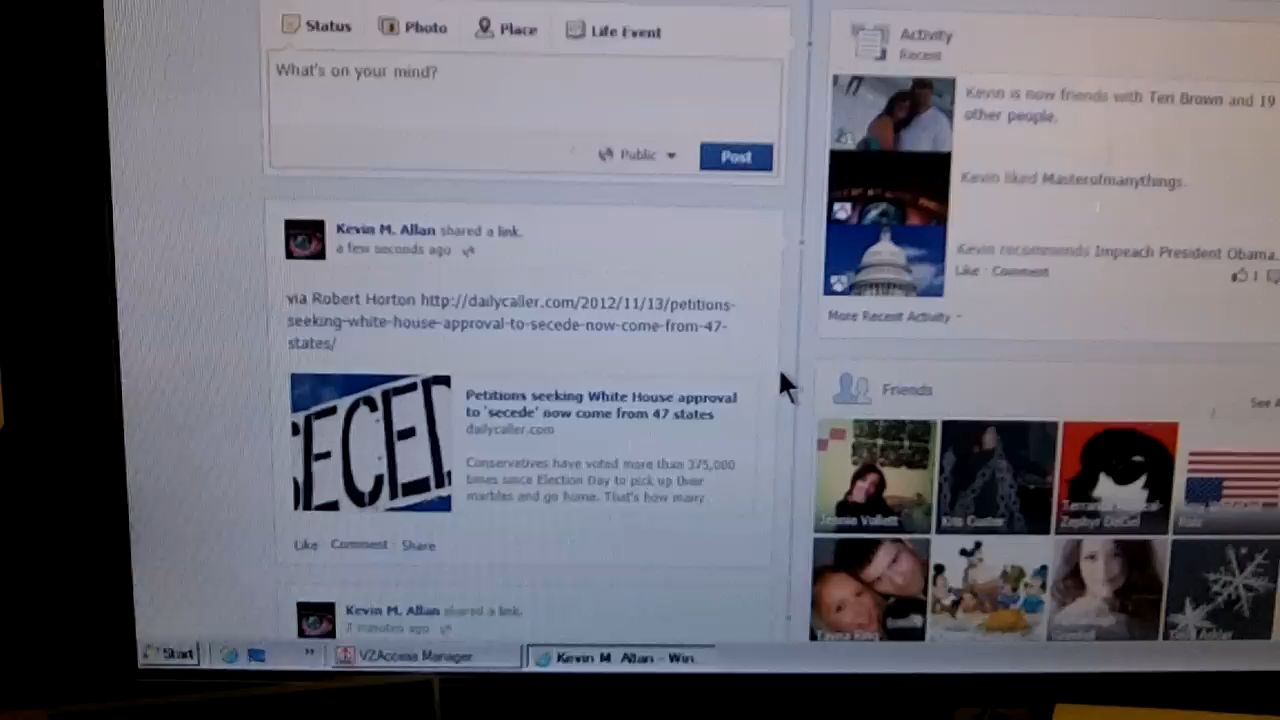 Status
Photo
Place
Life Event
What's on your mind?
Public
Post
Kevin M. Allan shared a link.
a few seconds ago
via Robert Horton http://dailycaller.com/2012/11/13/petitions-
seeking-white-house-approval-to-secede-now-come-from-47-
states/
ECED
Petitions seeking White House approval
to 'secede' now come from 47 states
dailycaller.com
Conservatives have voted more than 375,000
times since Election Day to pick up their
marbles and go home. That's how many
Like · Comment · Share
Kevin M. Allan shared a link.
7 minutes ago
Activity
Recent
Kevin is now friends with Teri Brown and 19
other people.
Kevin liked Masterofmanythings.
Kevin recommends Impeach President Obama.
Like · Comment
1
More Recent Activity
Friends
See
Start
VZAccess Manager
Kevin M. Allan - Win...